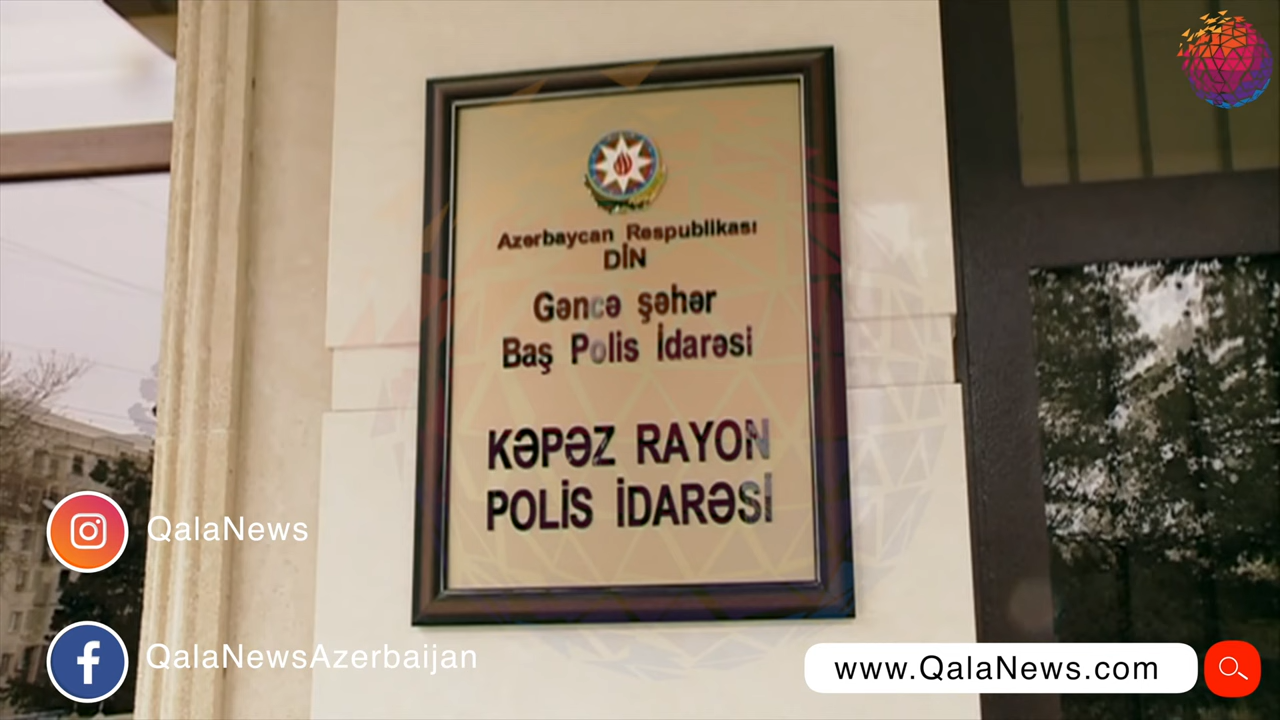 Azərbaycan Respublikası
DİN
Gəncə şəhər
Baş Polis İdarəsi
KƏPƏZ RAYON
POLİS İDARƏSİ
QalaNews
QalaNewsAzerbaijan
www.QalaNews.com